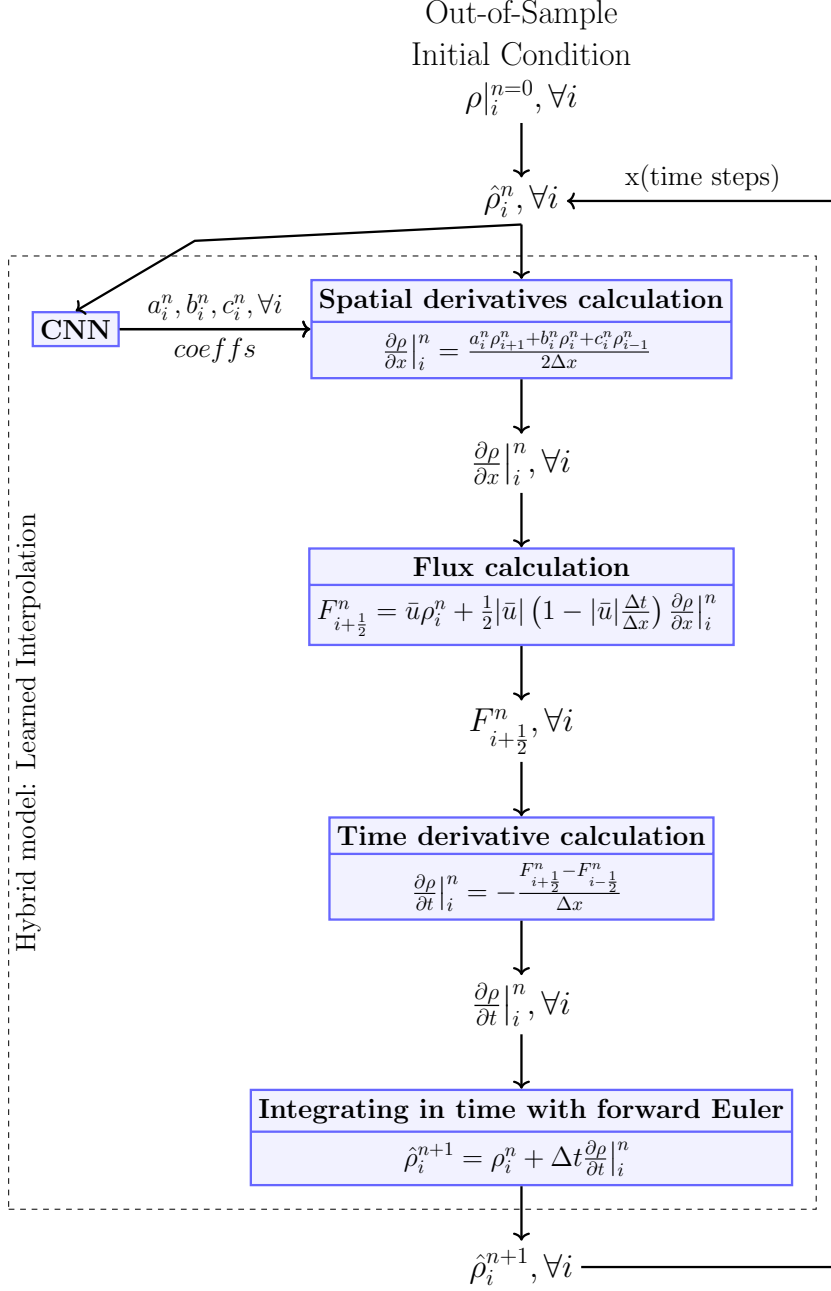 Out-of-Sample
Initial Condition
ρ|_i^{n=0}, ∀i
x(time steps)
ρ̂_i^n, ∀i
CNN
a_i^n, b_i^n, c_i^n, ∀i
coeffs
Spatial derivatives calculation
∂ρ/∂x|_i^n = (a_i^n ρ_{i+1}^n + b_i^n ρ_i^n + c_i^n ρ_{i−1}^n)/(2Δx)
∂ρ/∂x|_i^n, ∀i
Flux calculation
F_{i+1/2}^n = ūρ_i^n + 1/2|ū| (1 − |ū| Δt/Δx) ∂ρ/∂x|_i^n
F_{i+1/2}^n, ∀i
Hybrid model: Learned Interpolation
Time derivative calculation
∂ρ/∂t|_i^n = −(F_{i+1/2}^n − F_{i−1/2}^n)/Δx
∂ρ/∂t|_i^n, ∀i
Integrating in time with forward Euler
ρ̂_i^{n+1} = ρ_i^n + Δt ∂ρ/∂t|_i^n
ρ̂_i^{n+1}, ∀i